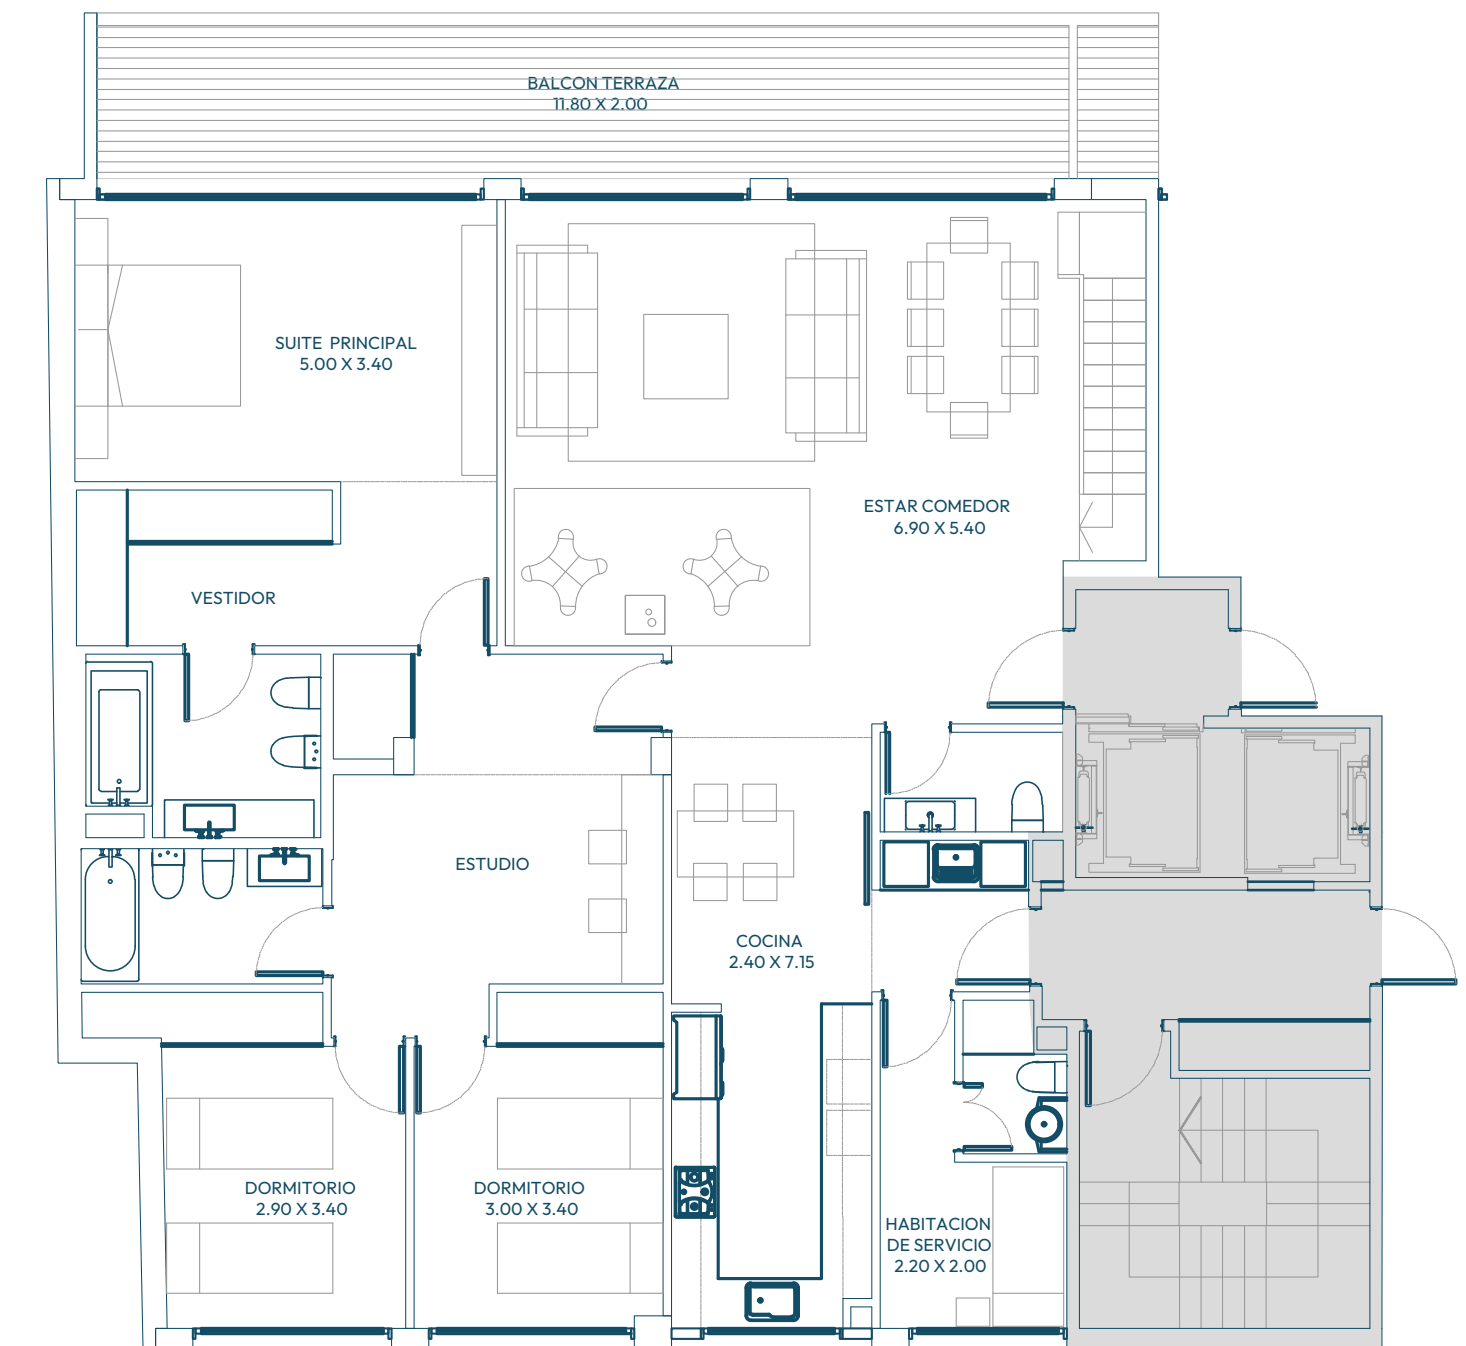 BALCON TERRAZA
11.80 X 2.00
SUITE PRINCIPAL
5.00 X 3.40
ESTAR COMEDOR
6.90 X 5.40
VESTIDOR
ESTUDIO
COCINA
2.40 X 7.15
DORMITORIO
2.90 X 3.40
DORMITORIO
3.00 X 3.40
HABITACION
DE SERVICIO
2.20 X 2.00